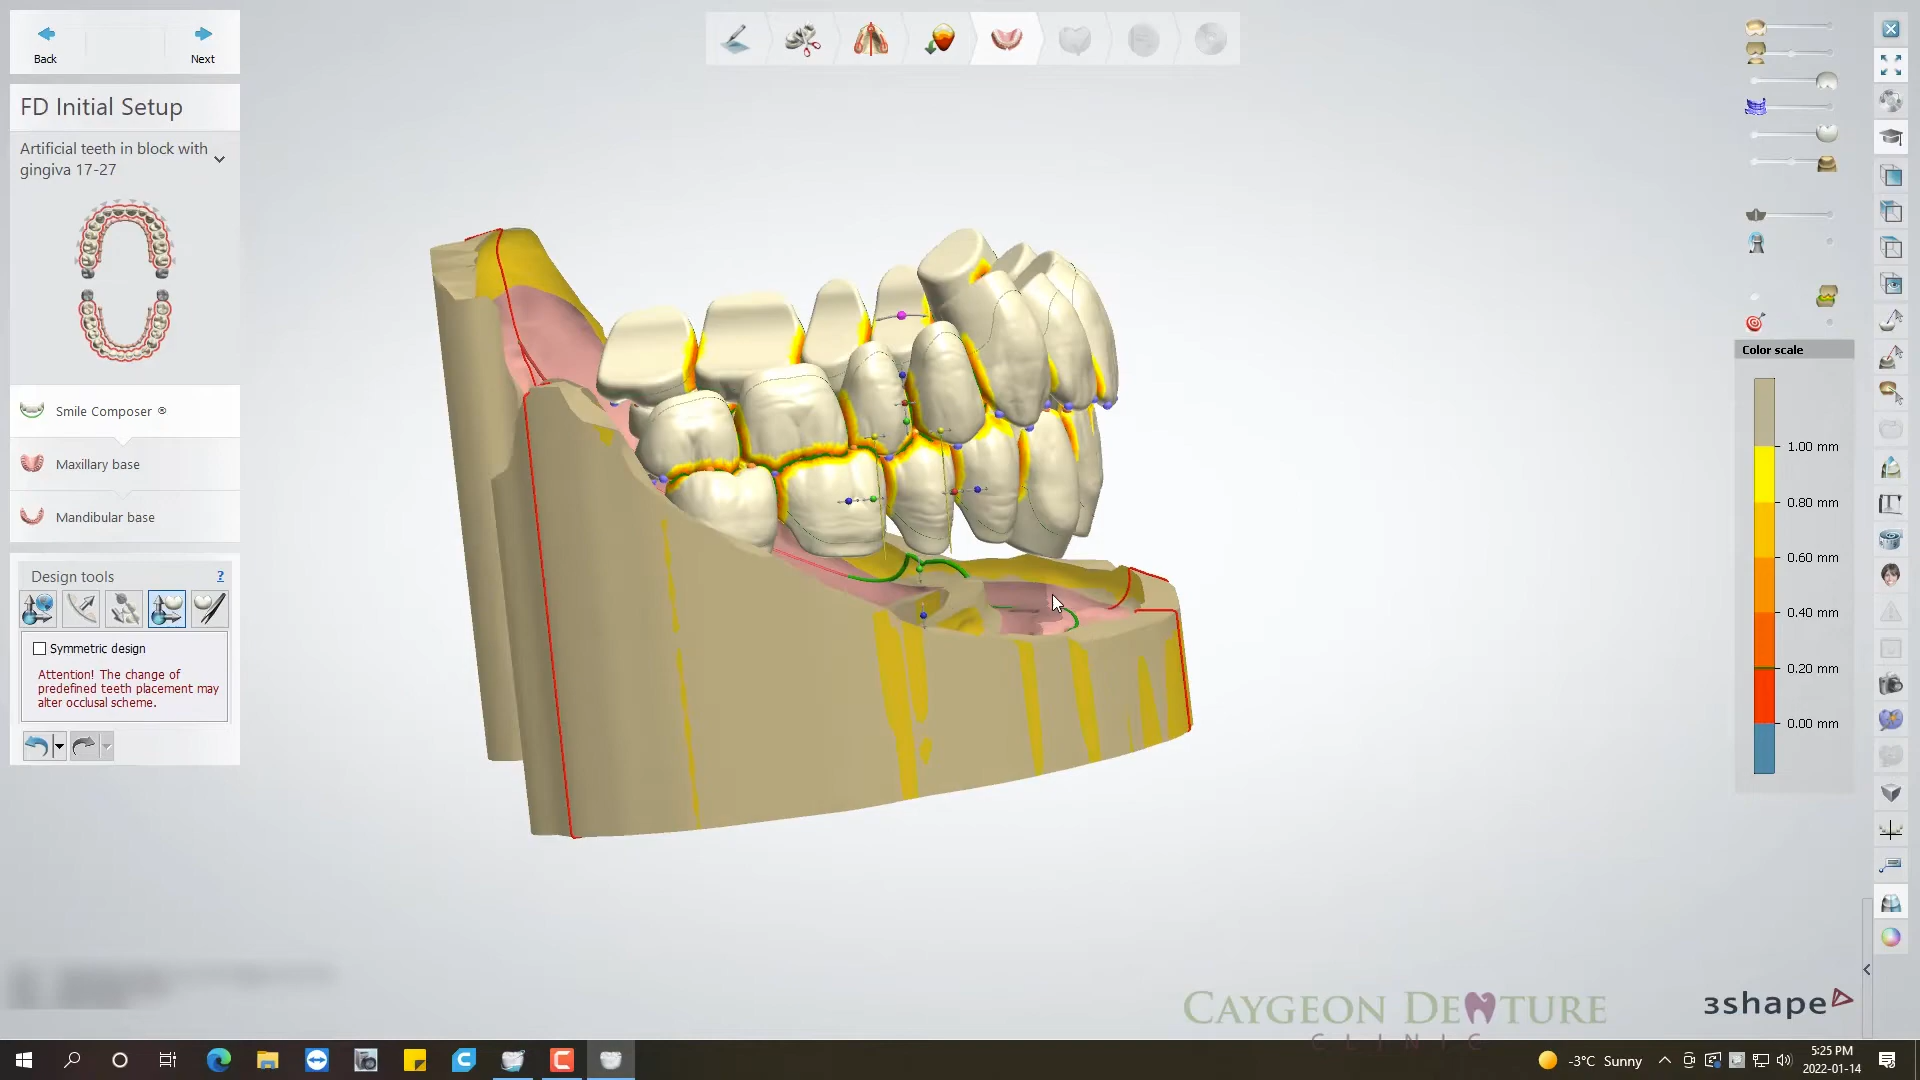 Back
Next
FD Initial Setup
Artificial teeth in block with
gingiva 17-27
Smile Composer ®
Maxillary base
Mandibular base
Design tools
?
Symmetric design
Attention! The change of
predefined teeth placement may
alter occlusal scheme.
Color scale
1.00 mm
0.80 mm
0.60 mm
0.40 mm
0.20 mm
0.00 mm
CAYGEON DENTURE
CLINIC
3shape
-3°C Sunny
5:25 PM
2022-01-14